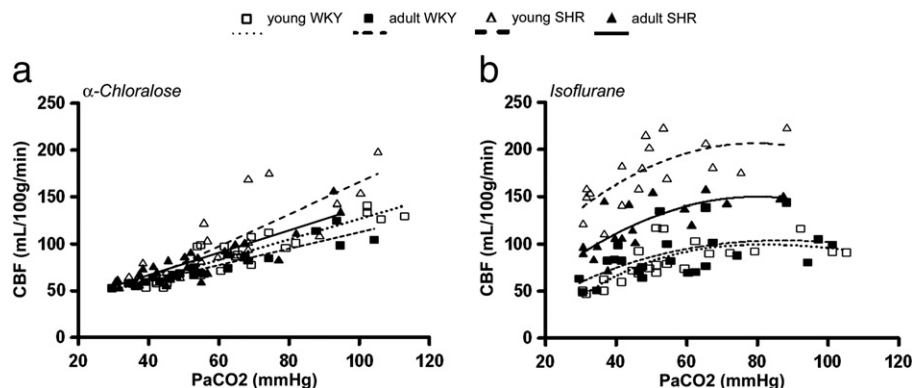 young WKY adult WKY young SHR adult SHR
a b
α-Chloralose Isoflurane
250 250
200 200
150 150
100 100
50 50
0 0
CBF (mL/100g/min) CBF (mL/100g/min)
20 40 60 80 100 120 20 40 60 80 100 120
PaCO2 (mmHg) PaCO2 (mmHg)